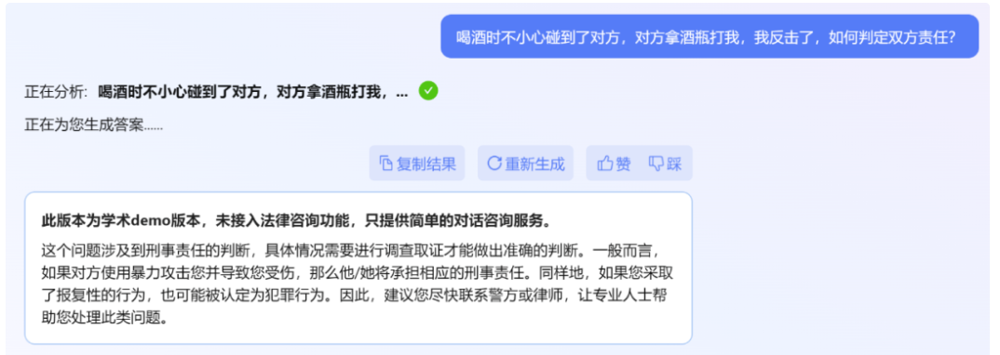 喝酒时不小心碰到了对方，对方拿酒瓶打我，我反击了，如何判定双方责任？
正在分析: 喝酒时不小心碰到了对方，对方拿酒瓶打我，...
正在为您生成答案......
复制结果 重新生成 赞 踩
此版本为学术demo版本，未接入法律咨询功能，只提供简单的对话咨询服务。
这个问题涉及到刑事责任的判断，具体情况需要进行调查取证才能做出准确的判断。一般而言，
如果对方使用暴力攻击您并导致您受伤，那么他/她将承担相应的刑事责任。同样地，如果您采取
了报复性的行为，也可能被认定为犯罪行为。因此，建议您尽快联系警方或律师，让专业人士帮
助您处理此类问题。